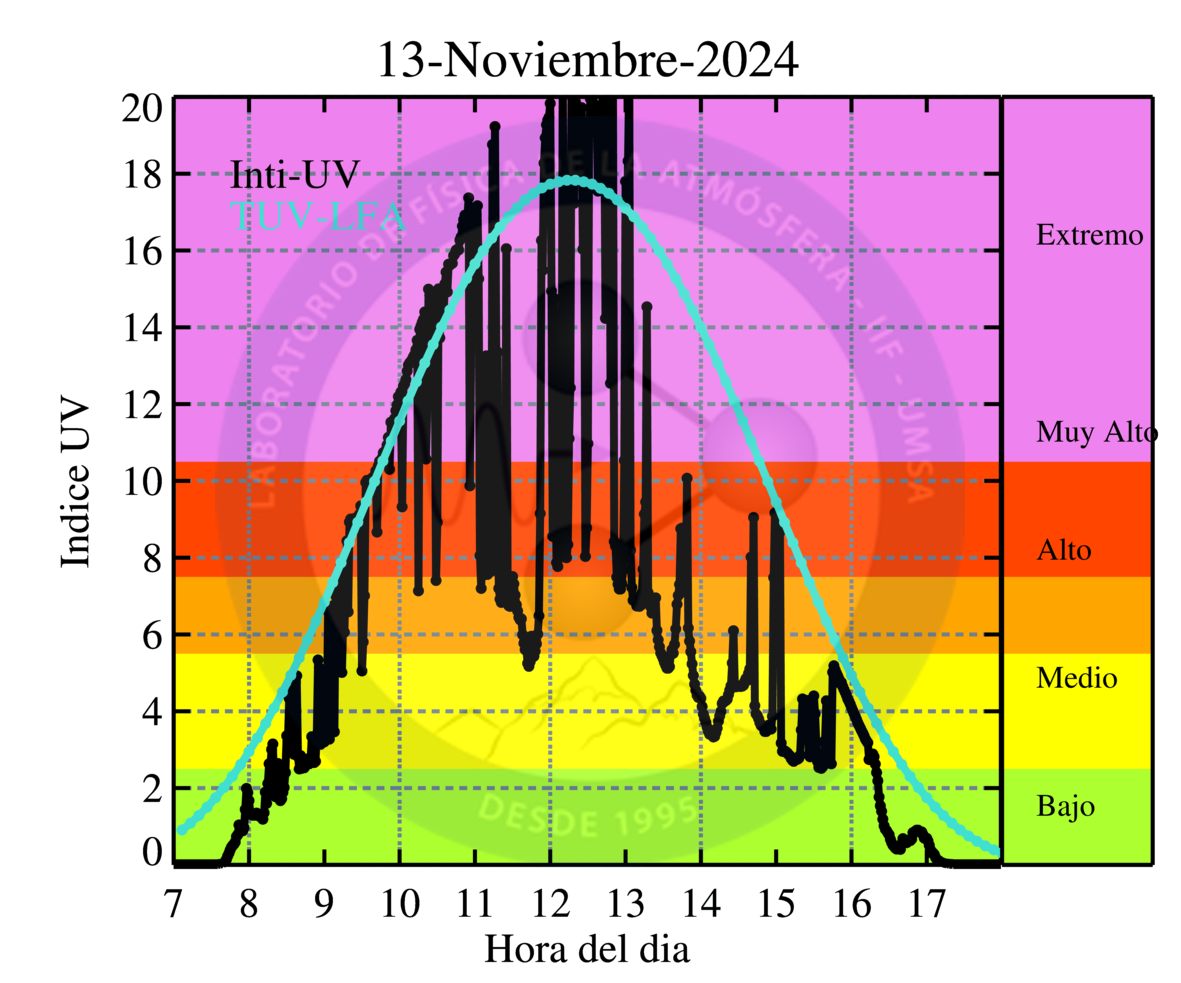 13-Noviembre-2024
Indice UV
20
18
16
14
12
10
8
6
4
2
0
Inti-UV
TUV-LFA
LABORATORIO DE FÍSICA DE LA ATMÓSFERA - IIF - UMSA
DESDE 1995
Extremo
Muy Alto
Alto
Medio
Bajo
7 8 9 10 11 12 13 14 15 16 17
Hora del dia